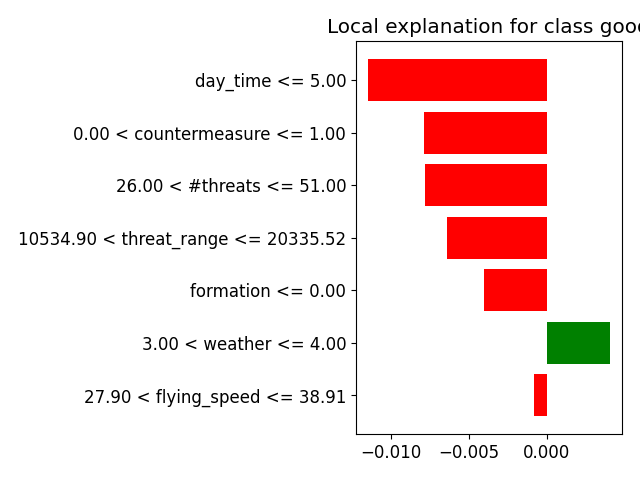 Local explanation for class good
day_time <= 5.00
0.00 < countermeasure <= 1.00
26.00 < #threats <= 51.00
10534.90 < threat_range <= 20335.52
formation <= 0.00
3.00 < weather <= 4.00
27.90 < flying_speed <= 38.91
−0.010 −0.005 0.000